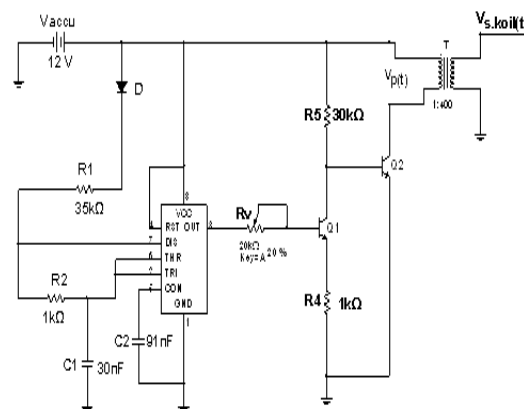 Vaccu
12 V
D
R1
35kΩ
R2
1kΩ
C1
30nF
C2
91nF
8
VCC
4
RST OUT
3
7
DIS
6
THR
2
TRI
5
CON
GND
1
Rv
20kΩ
Key=A
20%
R5
30kΩ
Q1
R4
1kΩ
Q2
Vp(t)
T
1:400
Vs.koil(t